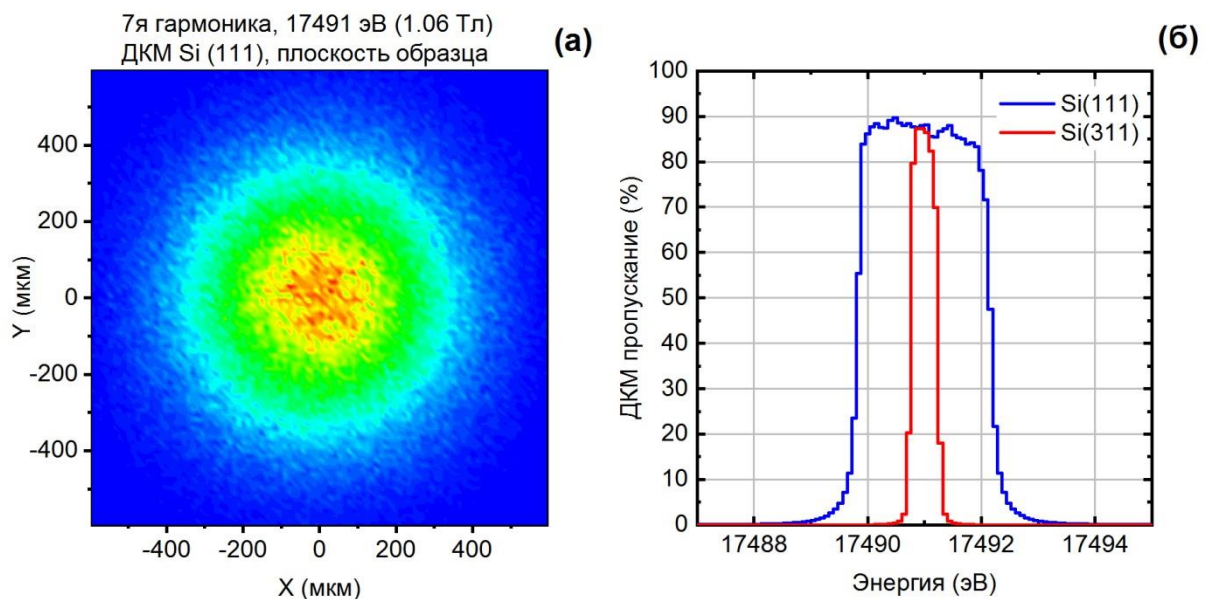 7я гармоника, 17491 эВ (1.06 Тл)
ДКМ Si (111), плоскость образца
(а)
400
200
0
-200
-400
Y (мкм)
-400
-200
0
200
400
X (мкм)
(б)
100
90
80
70
60
50
40
30
20
10
0
ДКМ пропускание (%)
Si(111)
Si(311)
17488
17490
17492
17494
Энергия (эВ)